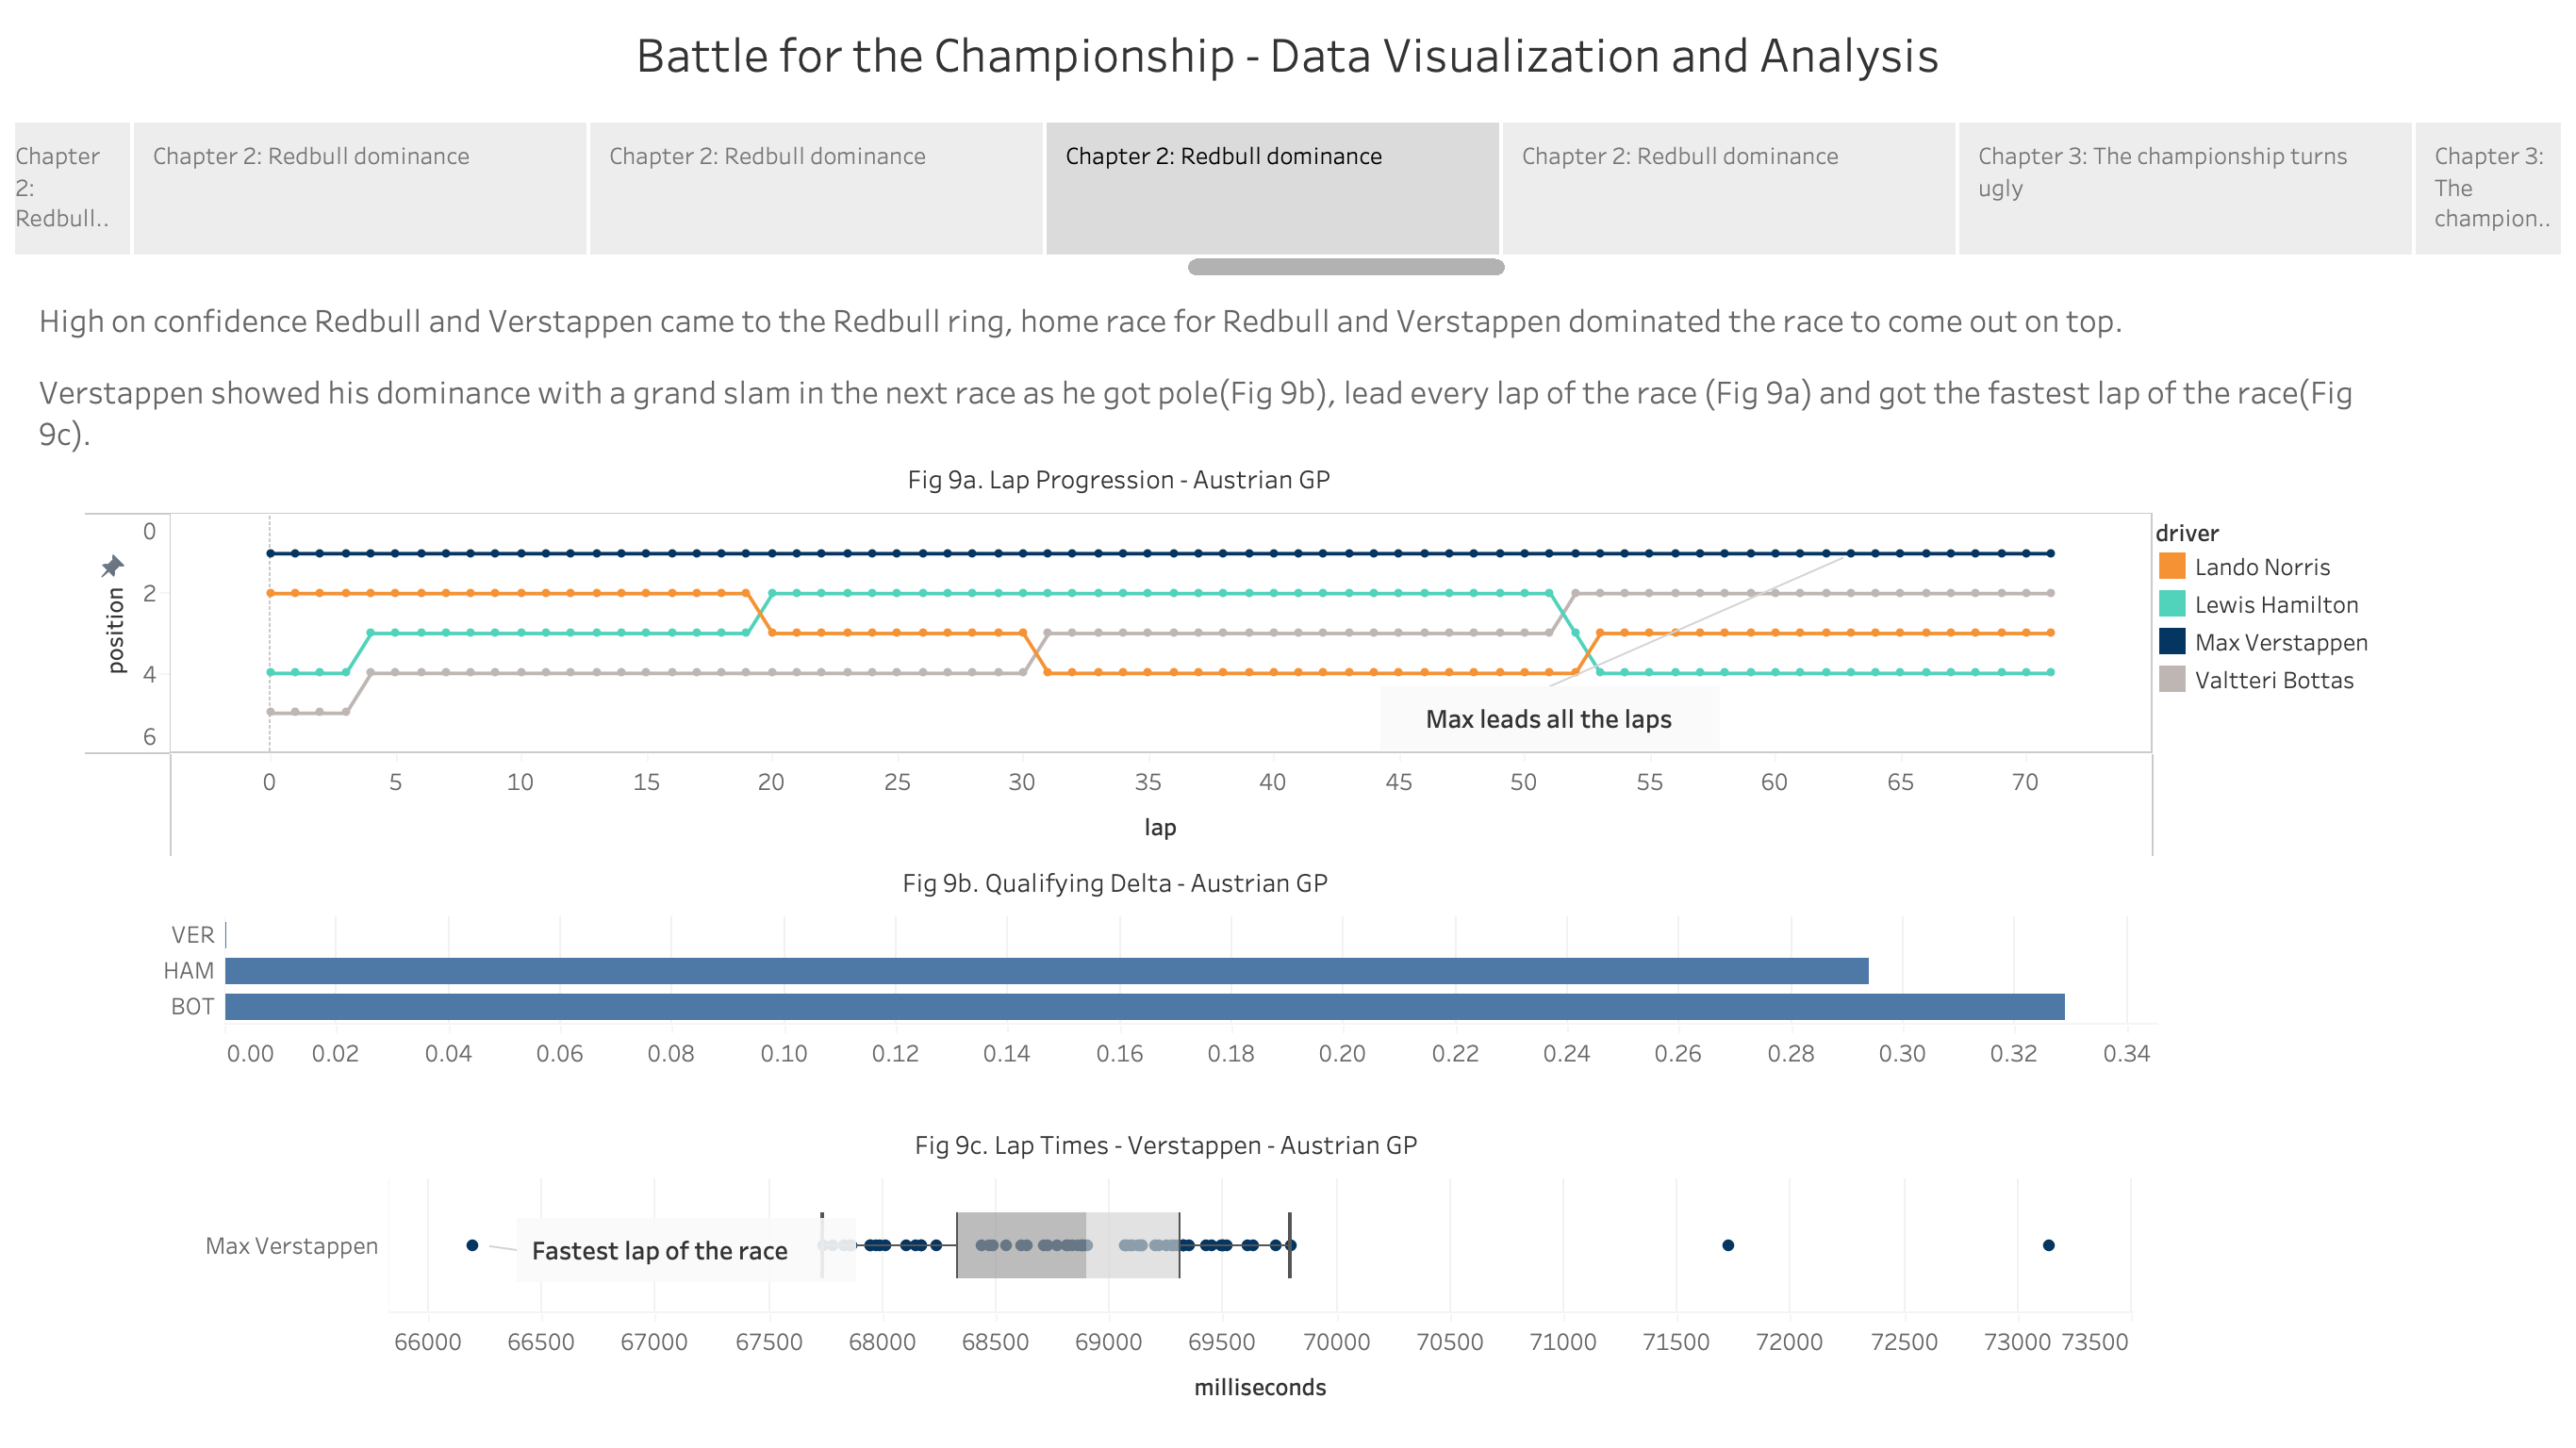 Battle for the Championship - Data Visualization and Analysis
Chapter
2:
Redbull..
Chapter 2: Redbull dominance
Chapter 2: Redbull dominance
Chapter 2: Redbull dominance
Chapter 2: Redbull dominance
Chapter 3: The championship turns
ugly
Chapter 3:
The
champion..
High on confidence Redbull and Verstappen came to the Redbull ring, home race for Redbull and Verstappen dominated the race to come out on top.
Verstappen showed his dominance with a grand slam in the next race as he got pole(Fig 9b), lead every lap of the race (Fig 9a) and got the fastest lap of the race(Fig
9c).
Fig 9a. Lap Progression - Austrian GP
0
2
4
6
position
Max leads all the laps
0 5 10 15 20 25 30 35 40 45 50 55 60 65 70
lap
driver
Lando Norris
Lewis Hamilton
Max Verstappen
Valtteri Bottas
Fig 9b. Qualifying Delta - Austrian GP
VER
HAM
BOT
0.00 0.02 0.04 0.06 0.08 0.10 0.12 0.14 0.16 0.18 0.20 0.22 0.24 0.26 0.28 0.30 0.32 0.34
Fig 9c. Lap Times - Verstappen - Austrian GP
Max Verstappen
Fastest lap of the race
66000 66500 67000 67500 68000 68500 69000 69500 70000 70500 71000 71500 72000 72500 73000 73500
milliseconds